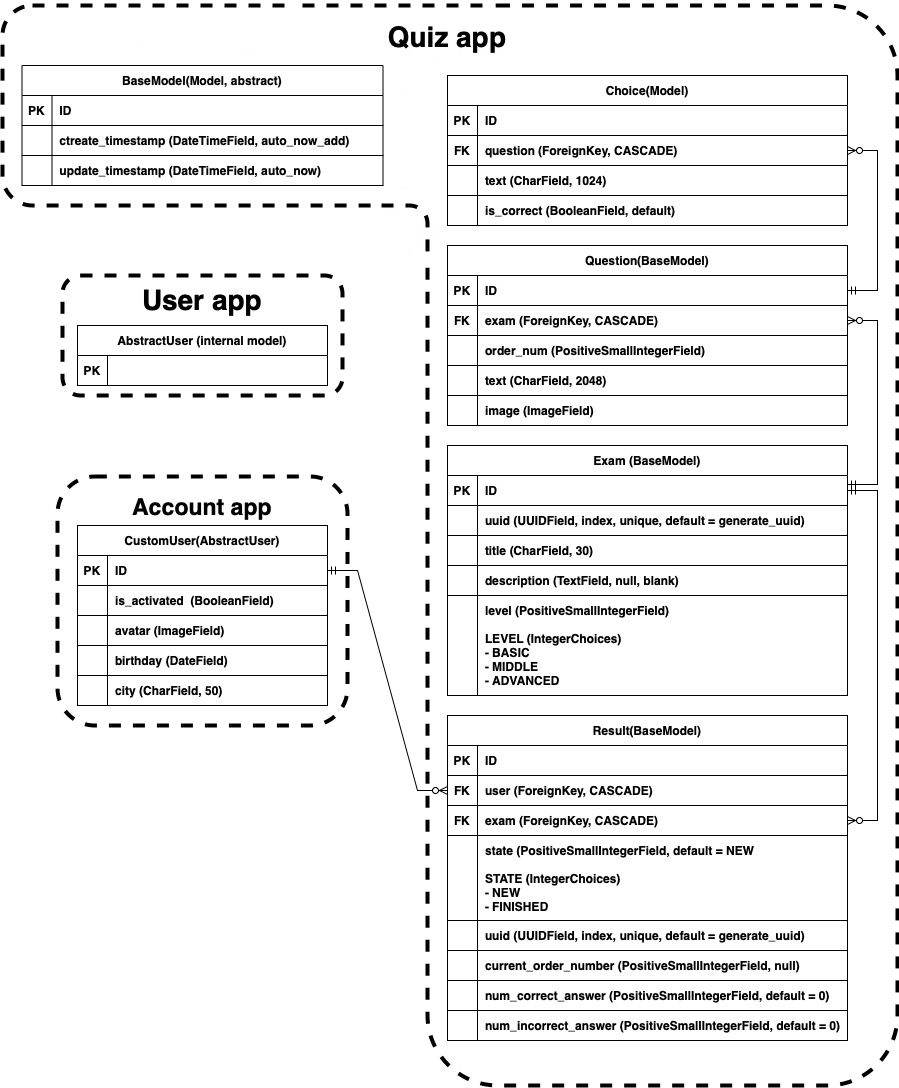 Quiz app
BaseModel(Model, abstract)
PK ID
ctreate_timestamp (DateTimeField, auto_now_add)
update_timestamp (DateTimeField, auto_now)
User app
AbstractUser (internal model)
PK
Account app
CustomUser(AbstractUser)
PK ID
is_activated (BooleanField)
avatar (ImageField)
birthday (DateField)
city (CharField, 50)
Choice(Model)
PK ID
FK question (ForeignKey, CASCADE)
text (CharField, 1024)
is_correct (BooleanField, default)
Question(BaseModel)
PK ID
FK exam (ForeignKey, CASCADE)
order_num (PositiveSmallIntegerField)
text (CharField, 2048)
image (ImageField)
Exam (BaseModel)
PK ID
uuid (UUIDField, index, unique, default = generate_uuid)
title (CharField, 30)
description (TextField, null, blank)
level (PositiveSmallIntegerField)
LEVEL (IntegerChoices)
- BASIC
- MIDDLE
- ADVANCED
Result(BaseModel)
PK ID
FK user (ForeignKey, CASCADE)
FK exam (ForeignKey, CASCADE)
state (PositiveSmallIntegerField, default = NEW
STATE (IntegerChoices)
- NEW
- FINISHED
uuid (UUIDField, index, unique, default = generate_uuid)
current_order_number (PositiveSmallIntegerField, null)
num_correct_answer (PositiveSmallIntegerField, default = 0)
num_incorrect_answer (PositiveSmallIntegerField, default = 0)